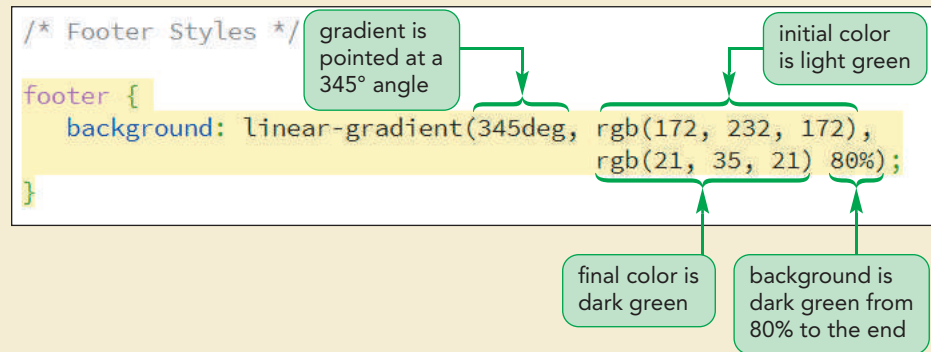 /* Footer Styles */
gradient is
pointed at a
345° angle
initial color
is light green
footer {
background: linear-gradient(345deg, rgb(172, 232, 172),
rgb(21, 35, 21) 80%);
}
final color is
dark green
background is
dark green from
80% to the end